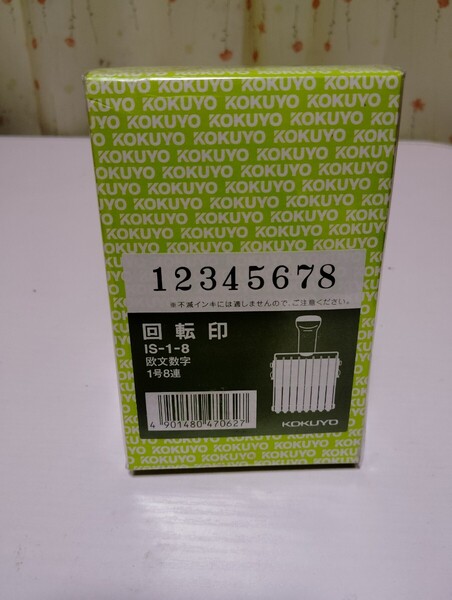 KOKUYO KOKUYO KOKUYO KOKUYO
12345678
※不滅インキには適しませんので、ご注意ください。
回転印
IS-1-8
欧文数字
1号8連
4 901480 470627
KOKUYO